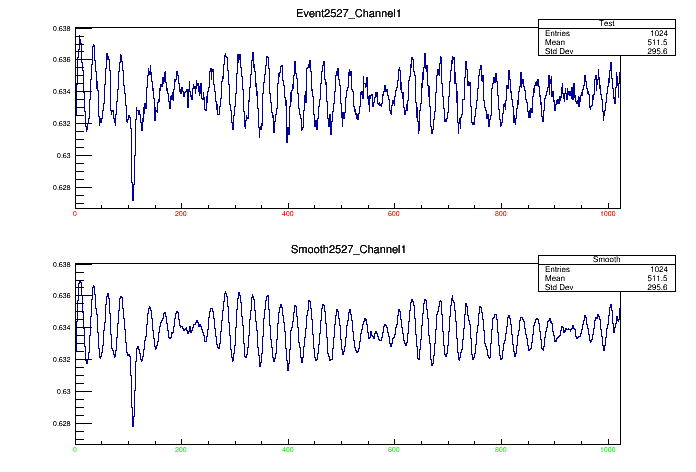 Event2527_Channel1
Test
Entries 1024
Mean 511.5
Std Dev 295.6
0.638
0.636
0.634
0.632
0.63
0.628
0 200 400 600 800 1000
Smooth2527_Channel1
Smooth
Entries 1024
Mean 511.5
Std Dev 295.6
0.638
0.636
0.634
0.632
0.63
0.628
0 200 400 600 800 1000